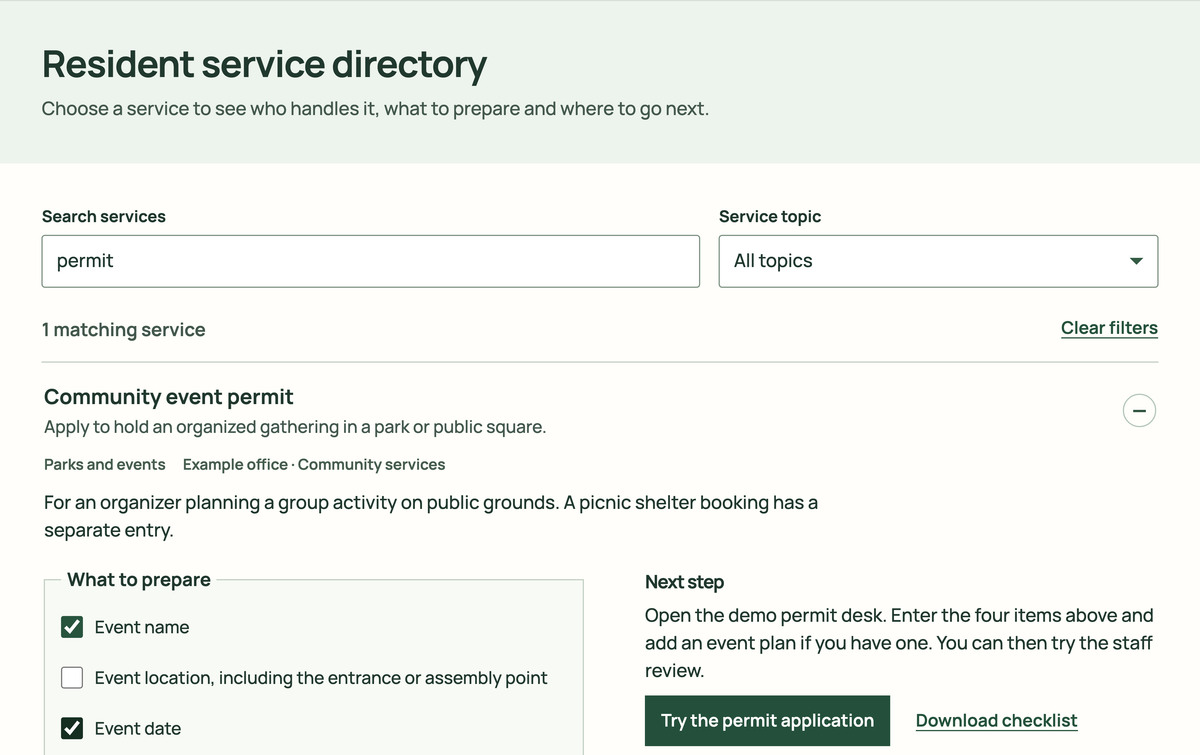 Resident service directory
Choose a service to see who handles it, what to prepare and where to go next.
Search services
permit
Service topic
All topics
1 matching service
Clear filters
Community event permit
Apply to hold an organized gathering in a park or public square.
Parks and events Example office · Community services
For an organizer planning a group activity on public grounds. A picnic shelter booking has a
separate entry.
What to prepare
Event name
Event location, including the entrance or assembly point
Event date
Next step
Open the demo permit desk. Enter the four items above and
add an event plan if you have one. You can then try the staff
review.
Try the permit application
Download checklist